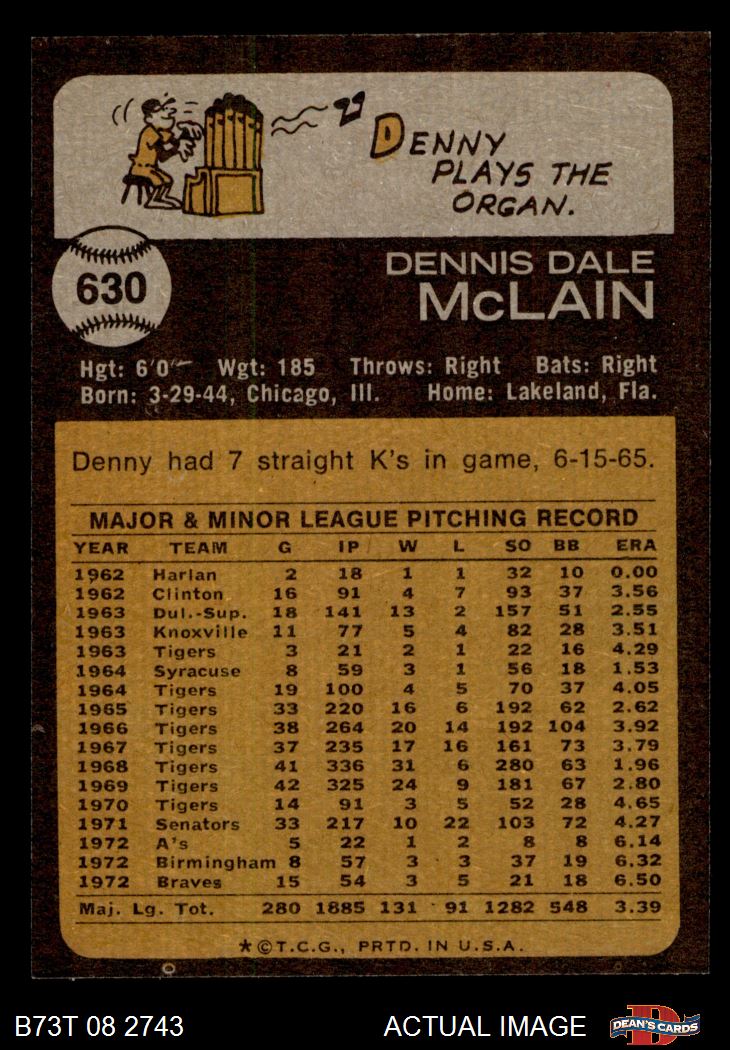 DENNY
PLAYS THE
ORGAN.
630
DENNIS DALE
McLAIN
Hgt: 6'0" Wgt: 185 Throws: Right Bats: Right
Born: 3-29-44, Chicago, Ill. Home: Lakeland, Fla.
Denny had 7 straight K's in game, 6-15-65.
MAJOR & MINOR LEAGUE PITCHING RECORD
YEAR TEAM G IP W L SO BB ERA
1962 Harlan 2 18 1 1 32 10 0.00
1962 Clinton 16 91 4 7 93 37 3.56
1963 Dul.-Sup. 18 141 13 2 157 51 2.55
1963 Knoxville 11 77 5 4 82 28 3.51
1963 Tigers 3 21 2 1 22 16 4.29
1964 Syracuse 8 59 3 1 56 18 1.53
1964 Tigers 19 100 4 5 70 37 4.05
1965 Tigers 33 220 16 6 192 62 2.62
1966 Tigers 38 264 20 14 192 104 3.92
1967 Tigers 37 235 17 16 161 73 3.79
1968 Tigers 41 336 31 6 280 63 1.96
1969 Tigers 42 325 24 9 181 67 2.80
1970 Tigers 14 91 3 5 52 28 4.65
1971 Senators 33 217 10 22 103 72 4.27
1972 A's 5 22 1 2 8 8 6.14
1972 Birmingham 8 57 3 3 37 19 6.32
1972 Braves 15 54 3 5 21 18 6.50
Maj. Lg. Tot. 280 1885 131 91 1282 548 3.39
*©T.C.G., PRTD. IN U.S.A.
B73T 08 2743 ACTUAL IMAGE DEAN'S CARDS